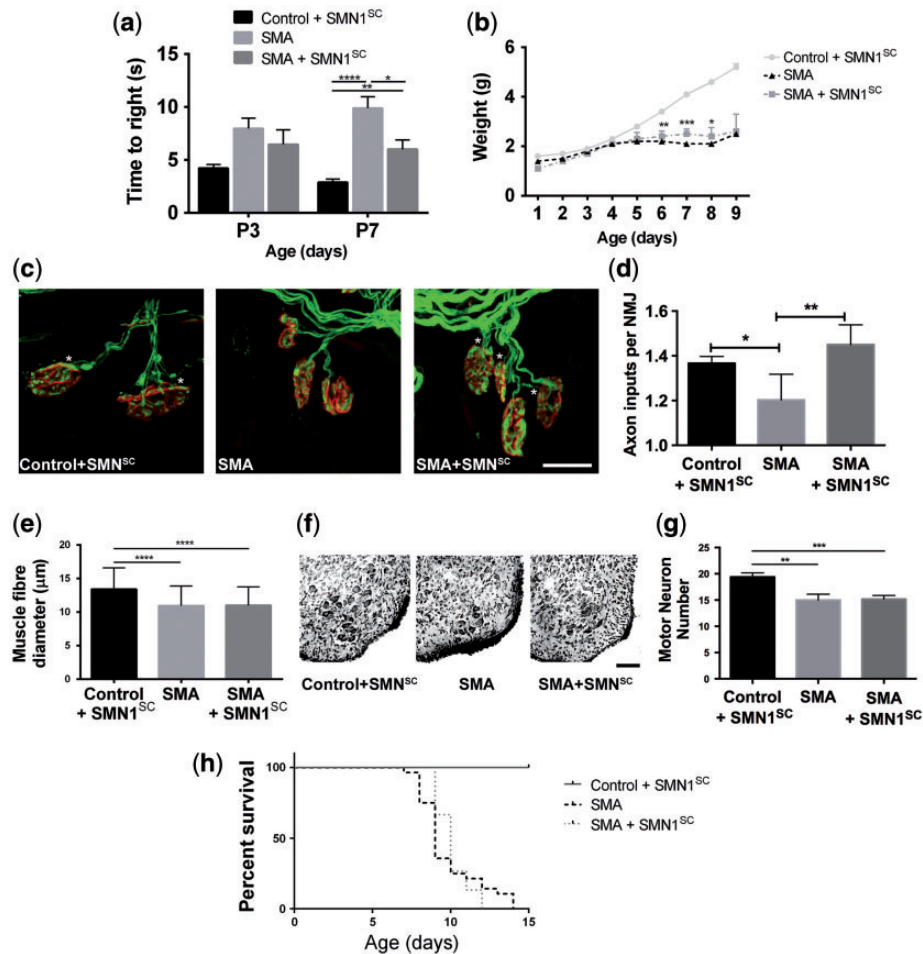 (a)
Control + SMN1SC
SMA
SMA + SMN1SC
**** *
**
Time to right (s)
15
10
5
0
P3 P7
Age (days)
(b)
Control + SMN1SC
SMA
SMA + SMN1SC
Weight (g)
6
4
2
0
** *** *
1 2 3 4 5 6 7 8 9
Age (days)
(c)
* *
* * *
Control+SMNSC SMA SMA+SMNSC
(d)
Axon inputs per NMJ
1.6
1.4
1.2
1.0
* **
Control + SMN1SC
SMA
SMA + SMN1SC
(e)
Muscle fibre diameter (µm)
20
15
10
5
0
****
****
Control + SMN1SC
SMA
SMA + SMN1SC
(f)
Control+SMNSC SMA SMA+SMNSC
(g)
Motor Neuron Number
25
20
15
10
5
0
***
**
Control + SMN1SC
SMA
SMA + SMN1SC
(h)
Percent survival
100
50
0
0 5 10 15
Age (days)
Control + SMN1SC
SMA
SMA + SMN1SC